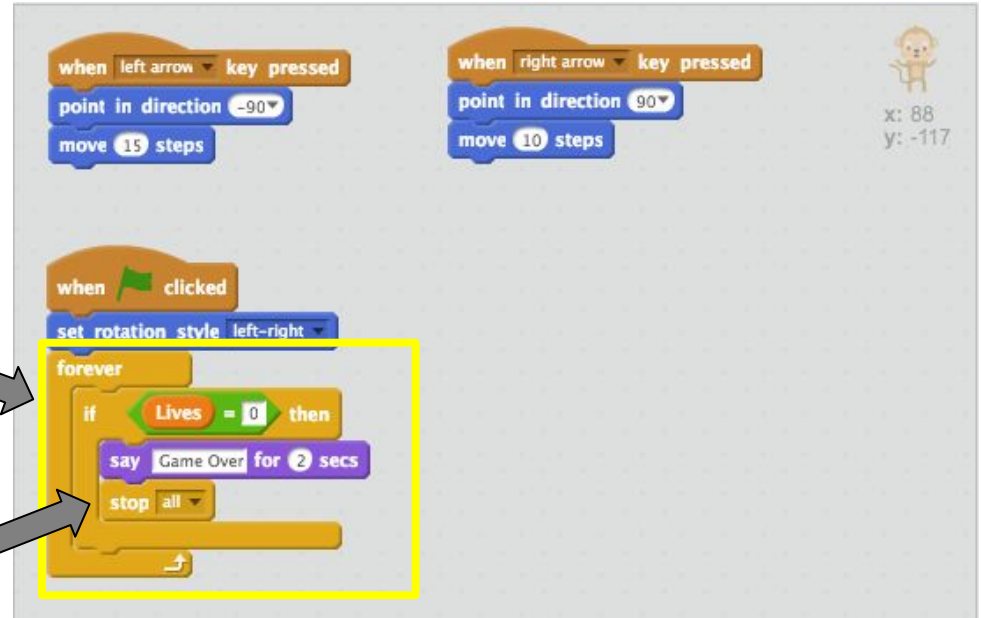 when left arrow key pressed
point in direction -90
move 15 steps
when right arrow key pressed
point in direction 90
move 10 steps
x: 88
y: -117
when clicked
set rotation style left-right
forever
if Lives = 0 then
say Game Over for 2 secs
stop all